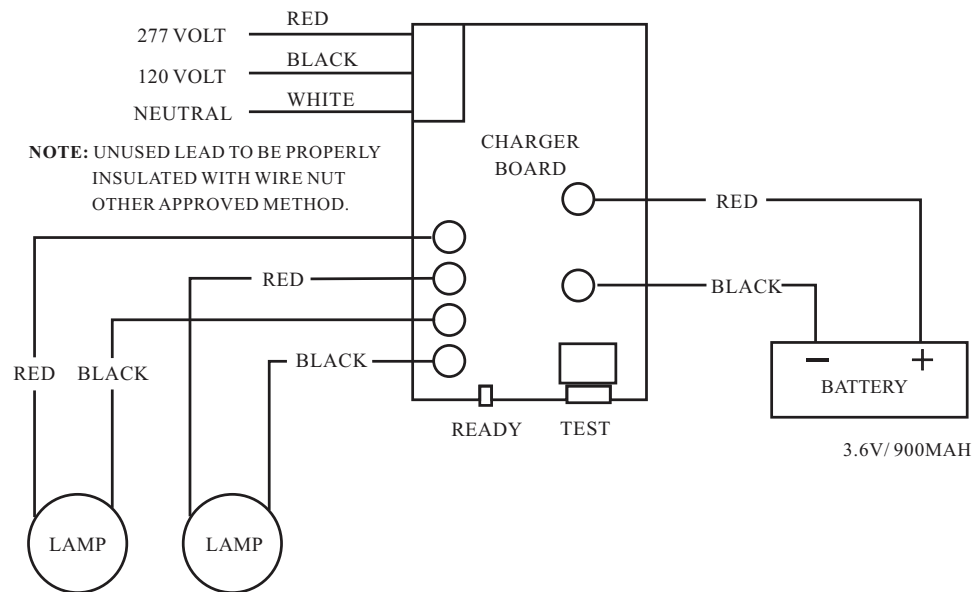 RED
277 VOLT
BLACK
120 VOLT
WHITE
NEUTRAL
NOTE: UNUSED LEAD TO BE PROPERLY
INSULATED WITH WIRE NUT
OTHER APPROVED METHOD.
CHARGER
BOARD
RED
RED
BLACK
BLACK
RED
BLACK
− +
BATTERY
READY
TEST
3.6V/ 900MAH
LAMP
LAMP